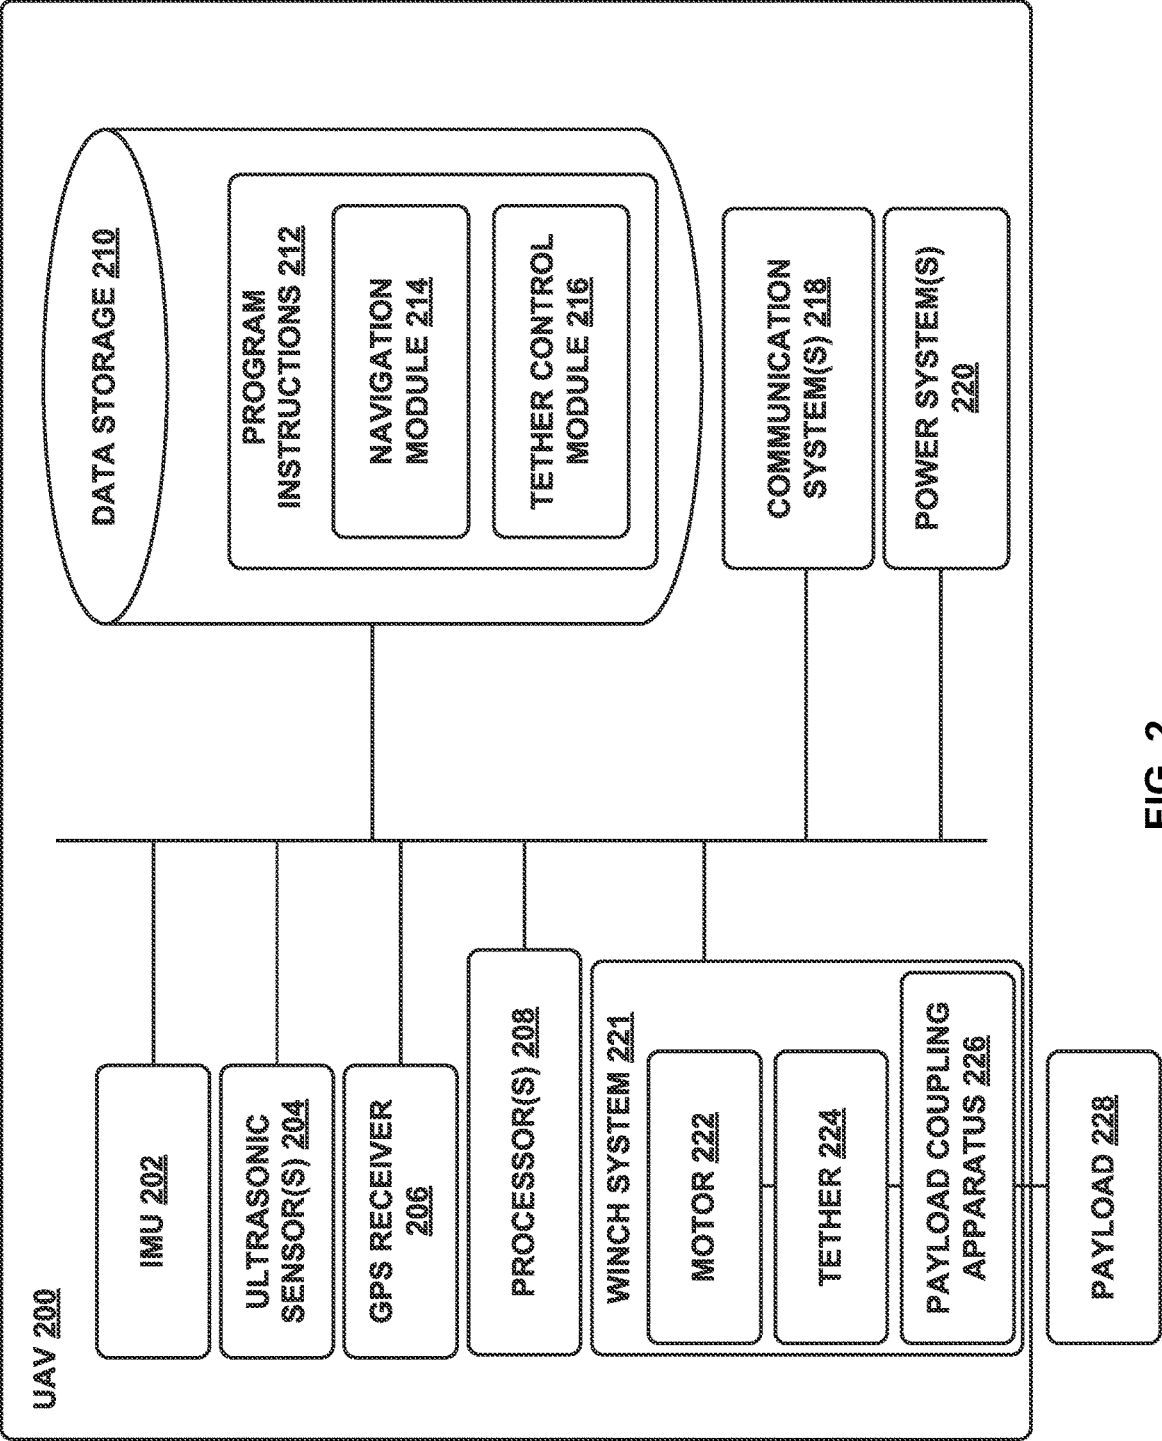 UAV 200
IMU 202
ULTRASONIC
SENSOR(S) 204
GPS RECEIVER
206
PROCESSOR(S) 208
WINCH SYSTEM 221
MOTOR 222
TETHER 224
PAYLOAD COUPLING
APPARATUS 226
PAYLOAD 228
DATA STORAGE 210
PROGRAM
INSTRUCTIONS 212
NAVIGATION
MODULE 214
TETHER CONTROL
MODULE 216
COMMUNICATION
SYSTEM(S) 218
POWER SYSTEM(S)
220
FIG. 2